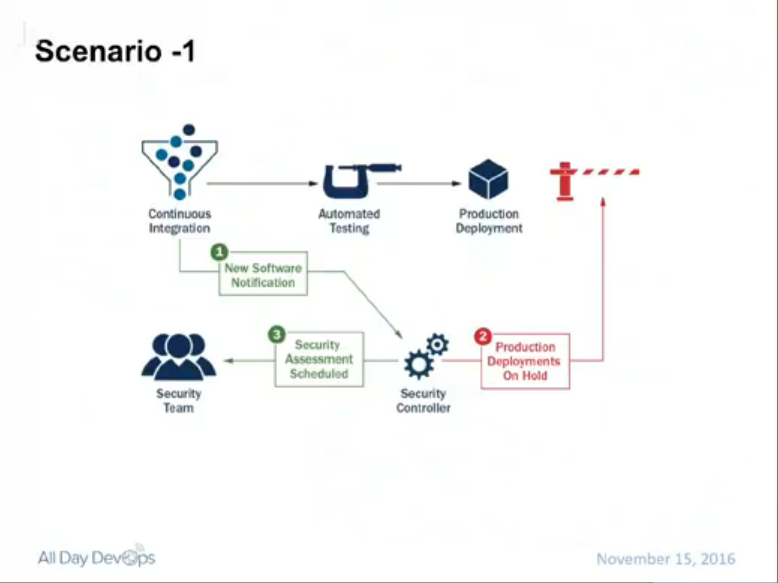 Scenario -1
Continuous
Integration
Automated
Testing
Production
Deployment
1
New Software
Notification
3
Security
Assessment
Scheduled
2
Production
Deployments
On Hold
Security
Team
Security
Controller
All Day DevOps
November 15, 2016